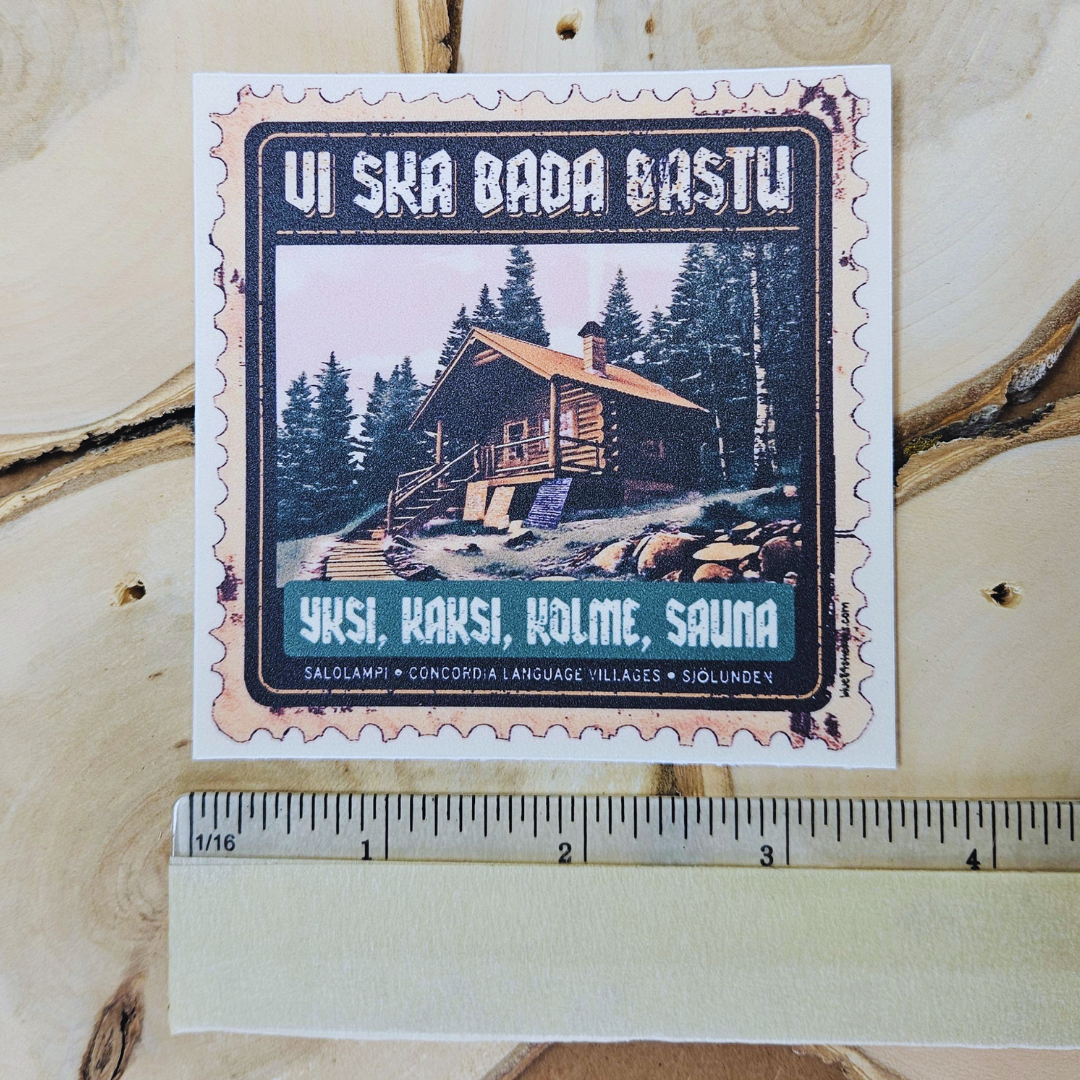 VI SKA BADA BASTU
YKSI, KAKSI, KOLME, SAUNA
SALOLAMPI • CONCORDIA LANGUAGE VILLAGES • SJÖLUNDEN
1/16 1 2 3 4